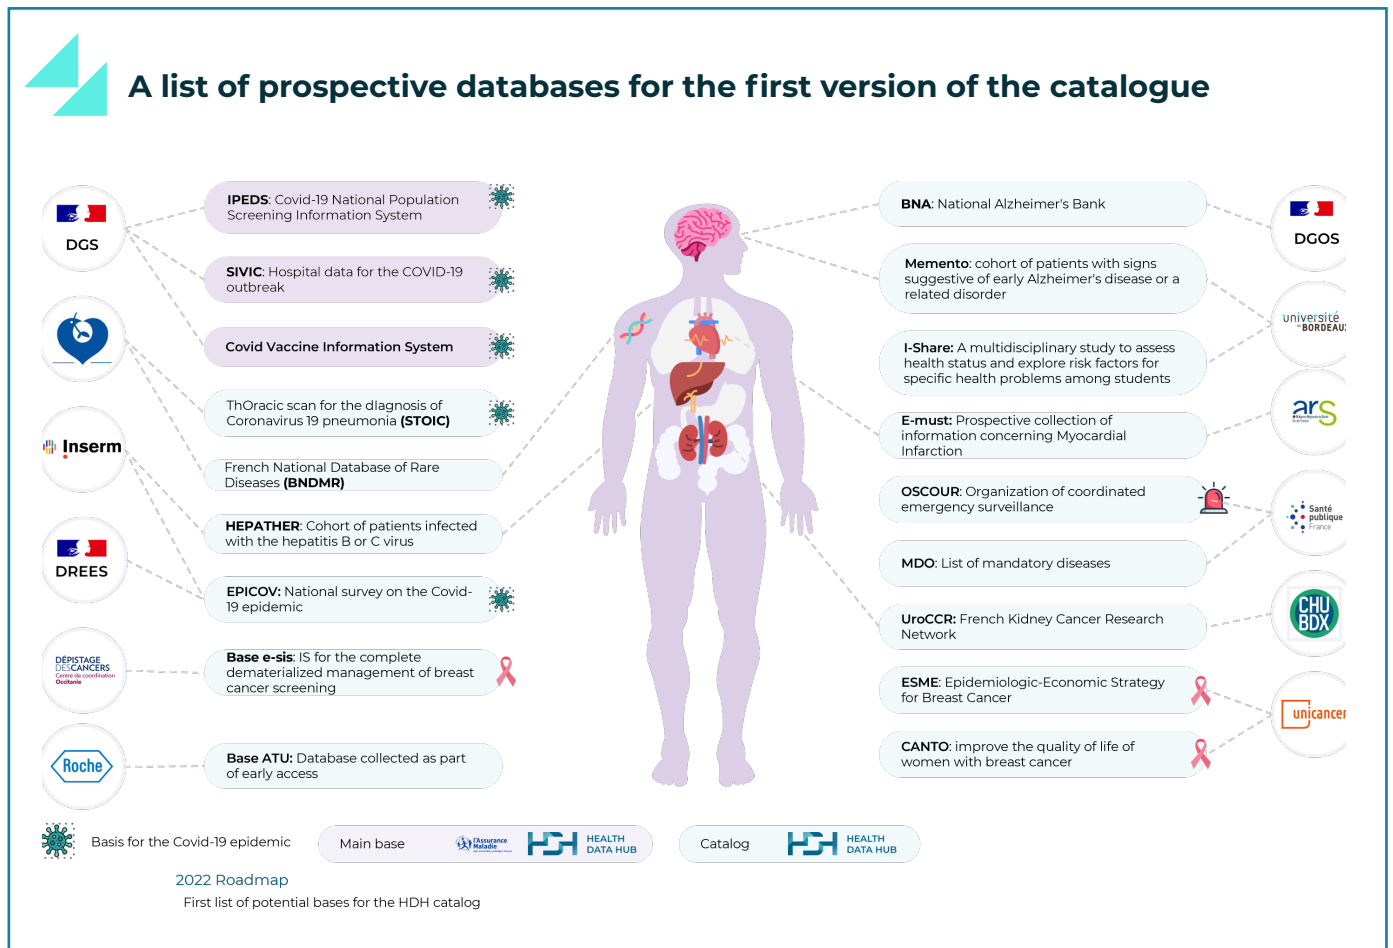 A list of prospective databases for the first version of the catalogue
DGS
Inserm
DREES
DÉPISTAGE
DESCANCERS
Centre de coordination
Occitanie
Roche
IPEDS: Covid-19 National Population
Screening Information System
SIVIC: Hospital data for the COVID-19
outbreak
Covid Vaccine Information System
ThOracic scan for the dIagnosis of
Coronavirus 19 pneumonia (STOIC)
French National Database of Rare
Diseases (BNDMR)
HEPATHER: Cohort of patients infected
with the hepatitis B or C virus
EPICOV: National survey on the Covid-
19 epidemic
Base e-sis: IS for the complete
dematerialized management of breast
cancer screening
Base ATU: Database collected as part
of early access
BNA: National Alzheimer's Bank
Memento: cohort of patients with signs
suggestive of early Alzheimer's disease or a
related disorder
I-Share: A multidisciplinary study to assess
health status and explore risk factors for
specific health problems among students
E-must: Prospective collection of
information concerning Myocardial
Infarction
OSCOUR: Organization of coordinated
emergency surveillance
MDO: List of mandatory diseases
UroCCR: French Kidney Cancer Research
Network
ESME: Epidemiologic-Economic Strategy
for Breast Cancer
CANTO: improve the quality of life of
women with breast cancer
DGOS
université
de BORDEAUX
ars
Santé
publique
France
CHU
BDX
unicancer
Basis for the Covid-19 epidemic
Main base
l'Assurance
Maladie
HDH
HEALTH
DATA HUB
Catalog
HDH
HEALTH
DATA HUB
2022 Roadmap
First list of potential bases for the HDH catalog